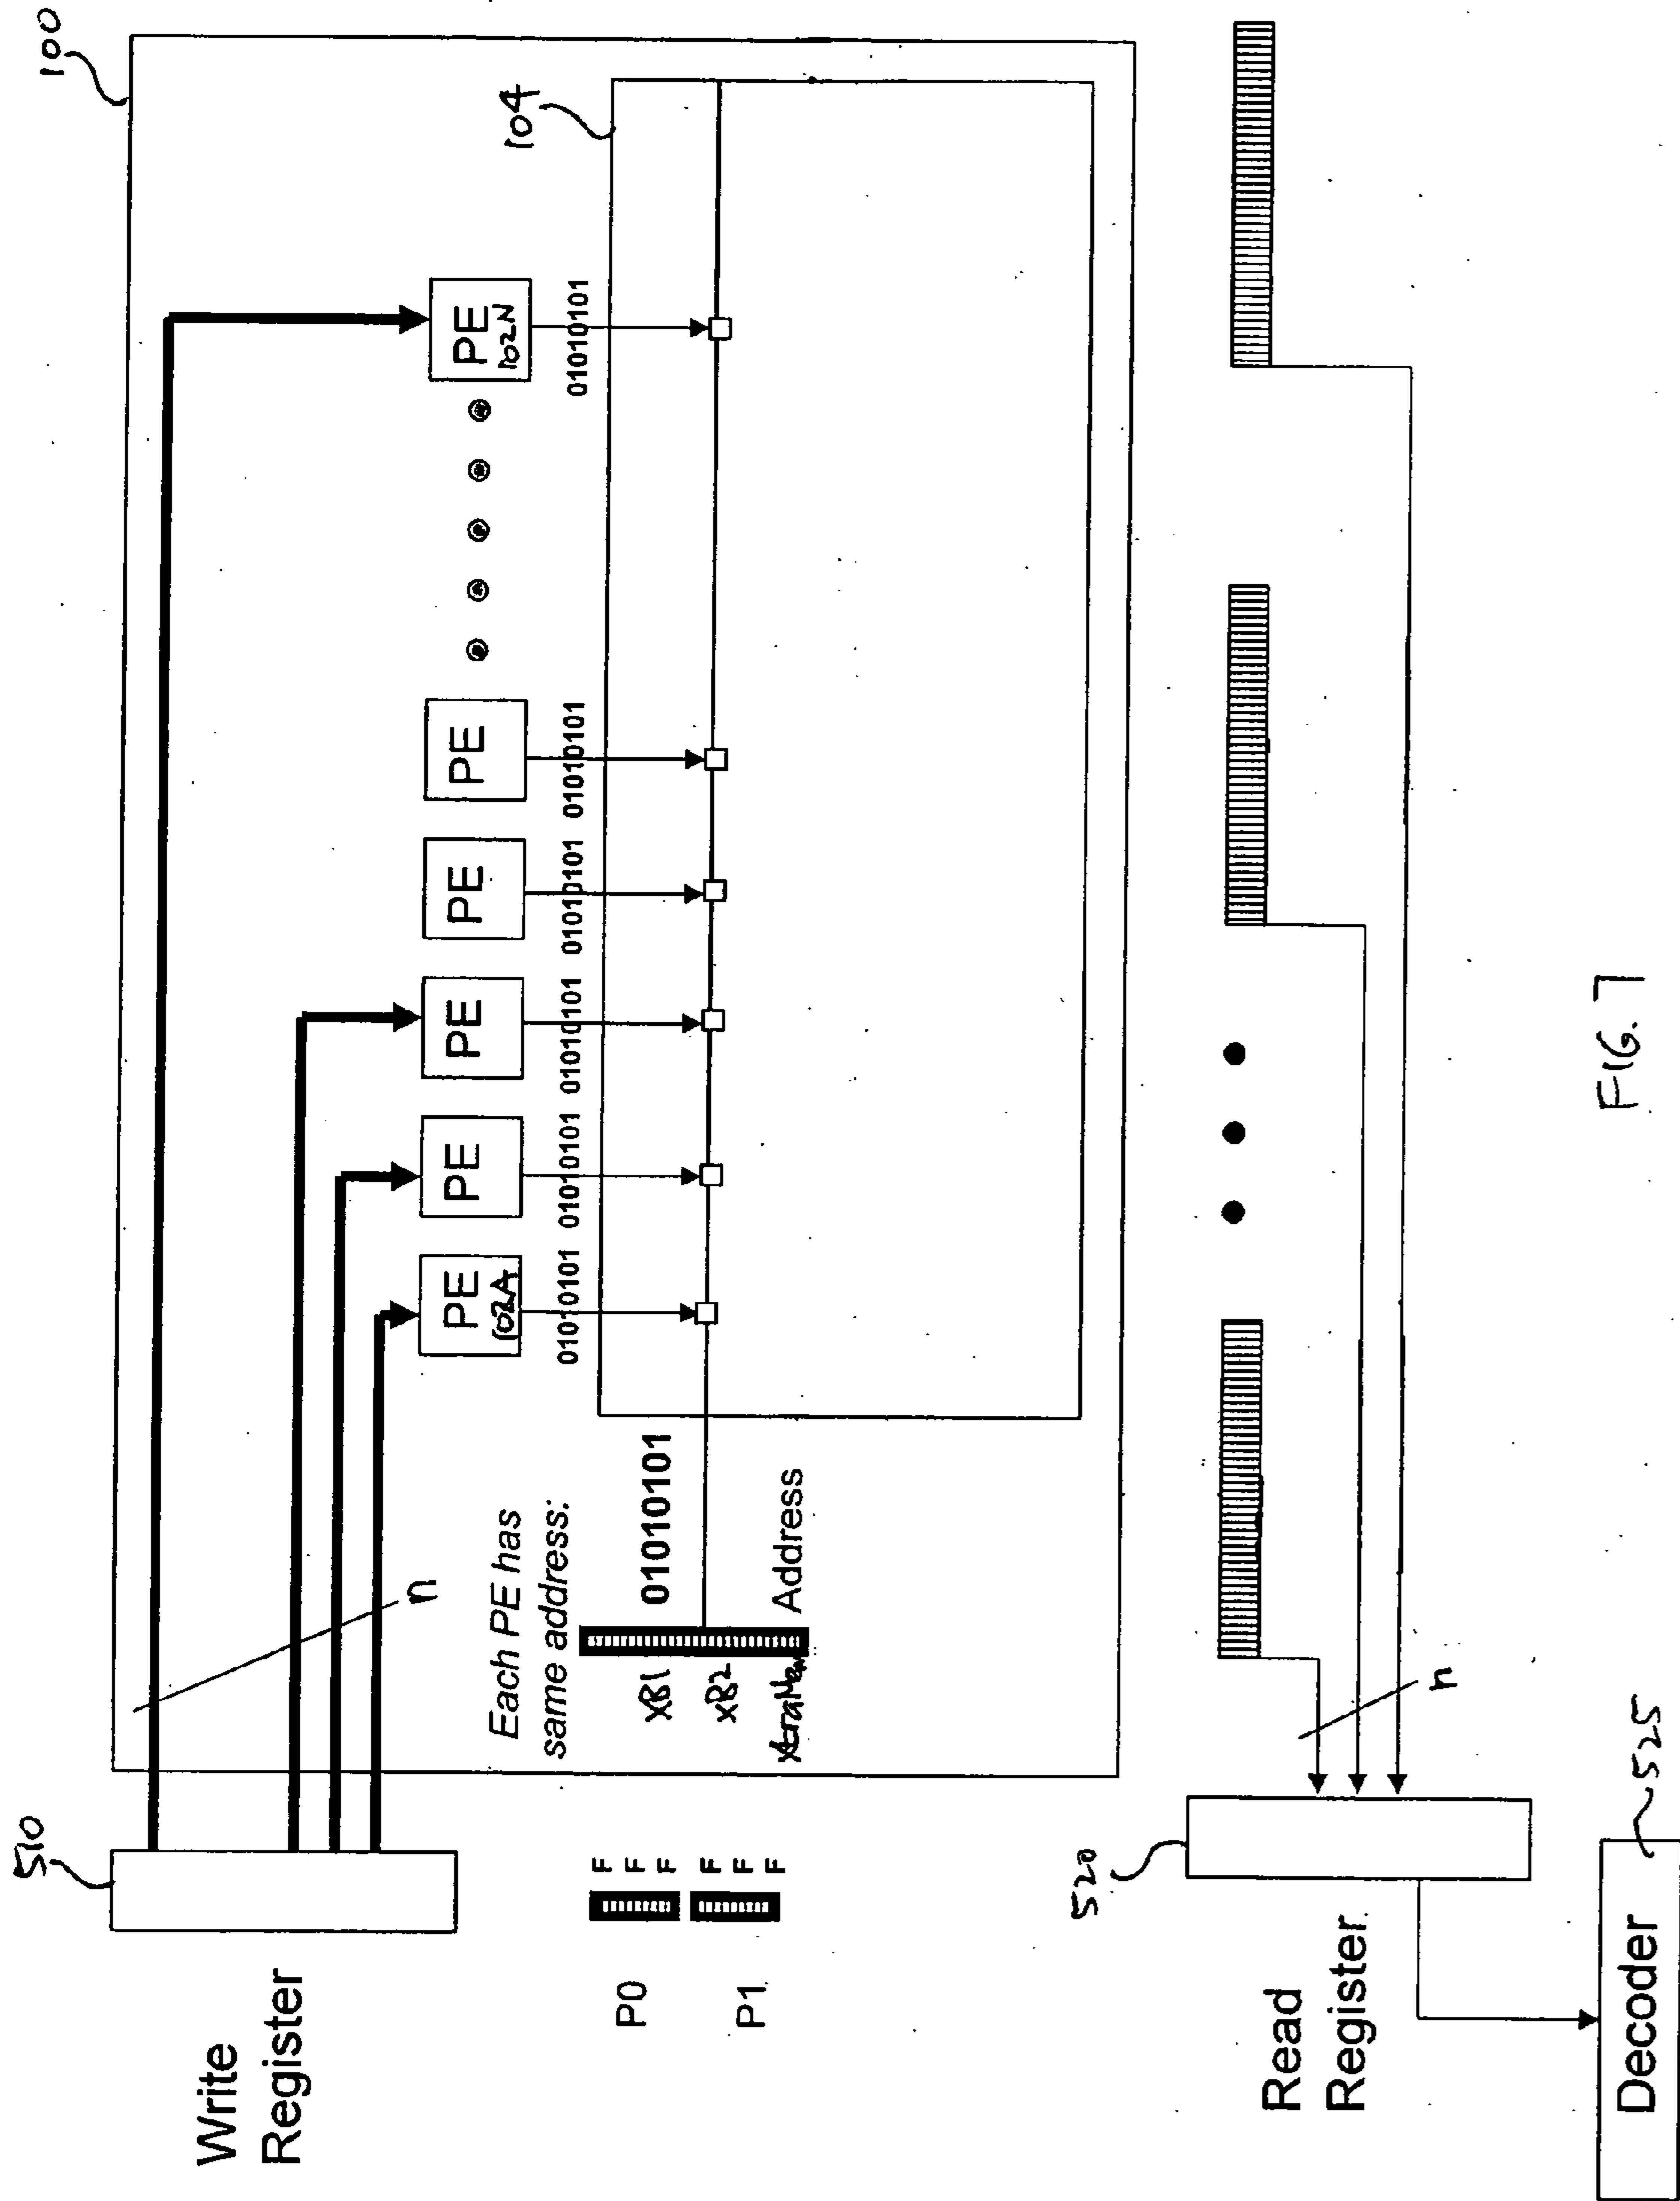 100
510
Write
Register
n
104
PE
102A
PE
PE
PE
PE
PE
102N
Each PE has
same address:
01010101
01010101
01010101
01010101
01010101
01010101
01010101
XB1
XB2
Address
P0
F
F
F
P1
F
F
F
520
Read
Register
n
Decoder
525
FIG. 7